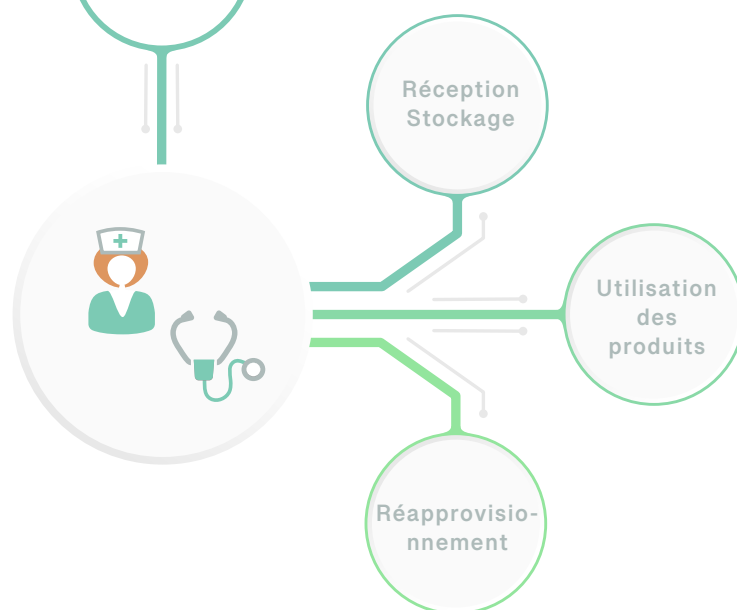 Réception
Stockage
Utilisation
des
produits
Réapprovisio-
nnement